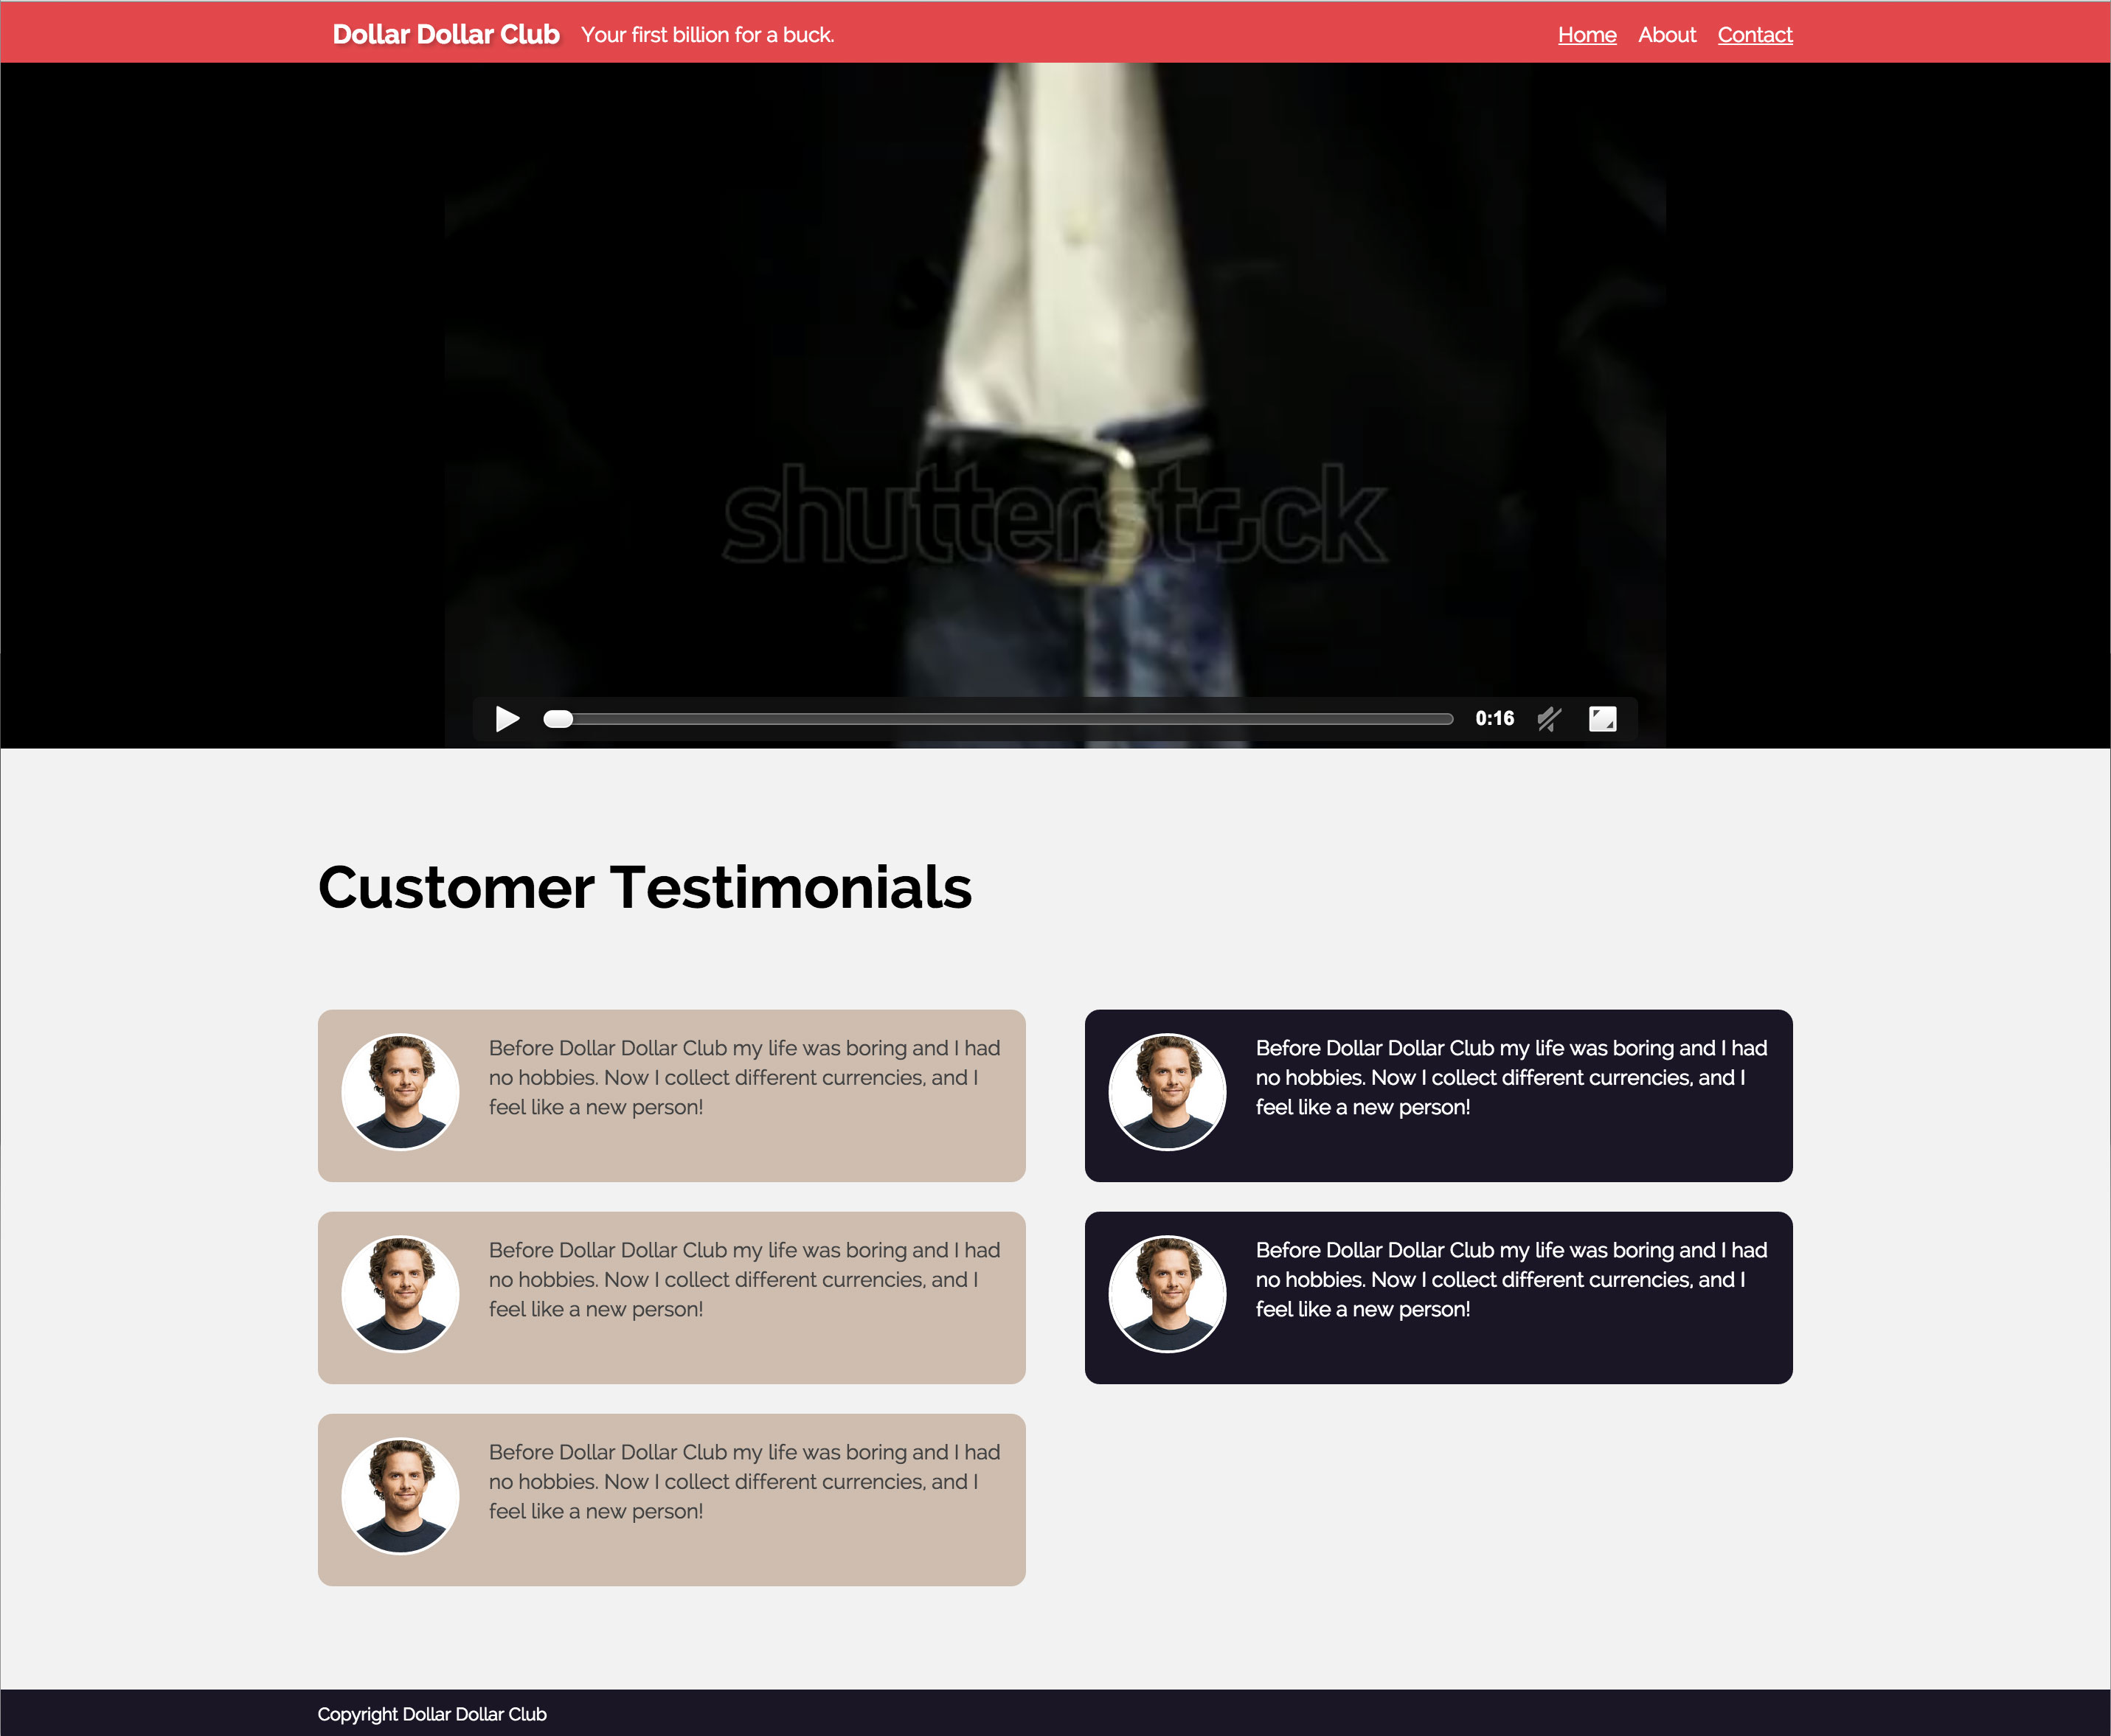 Dollar Dollar Club Your first billion for a buck. Home About Contact
shutterstock
0:16
Customer Testimonials
Before Dollar Dollar Club my life was boring and I had
no hobbies. Now I collect different currencies, and I
feel like a new person!
Before Dollar Dollar Club my life was boring and I had
no hobbies. Now I collect different currencies, and I
feel like a new person!
Before Dollar Dollar Club my life was boring and I had
no hobbies. Now I collect different currencies, and I
feel like a new person!
Before Dollar Dollar Club my life was boring and I had
no hobbies. Now I collect different currencies, and I
feel like a new person!
Before Dollar Dollar Club my life was boring and I had
no hobbies. Now I collect different currencies, and I
feel like a new person!
Copyright Dollar Dollar Club